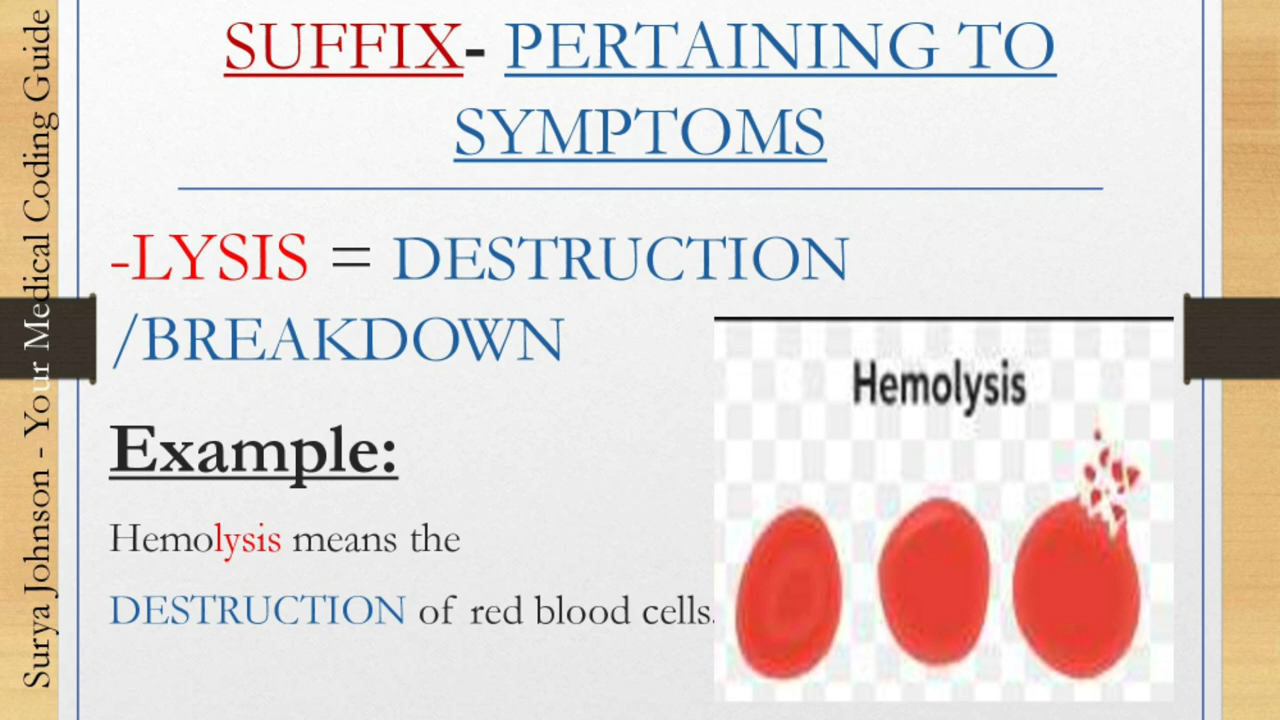 SUFFIX- PERTAINING TO
SYMPTOMS
-LYSIS = DESTRUCTION
/BREAKDOWN
Example:
Hemolysis means the
DESTRUCTION of red blood cells.
Hemolysis
Surya Johnson - Your Medical Coding Guide